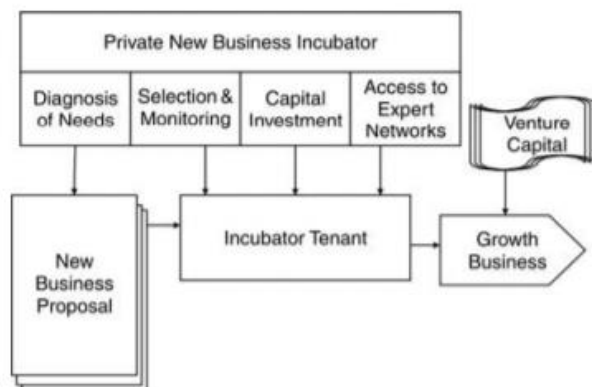 Private New Business Incubator
Diagnosis
of Needs
Selection &
Monitoring
Capital
Investment
Access to
Expert
Networks
Venture
Capital
New
Business
Proposal
Incubator Tenant
Growth
Business